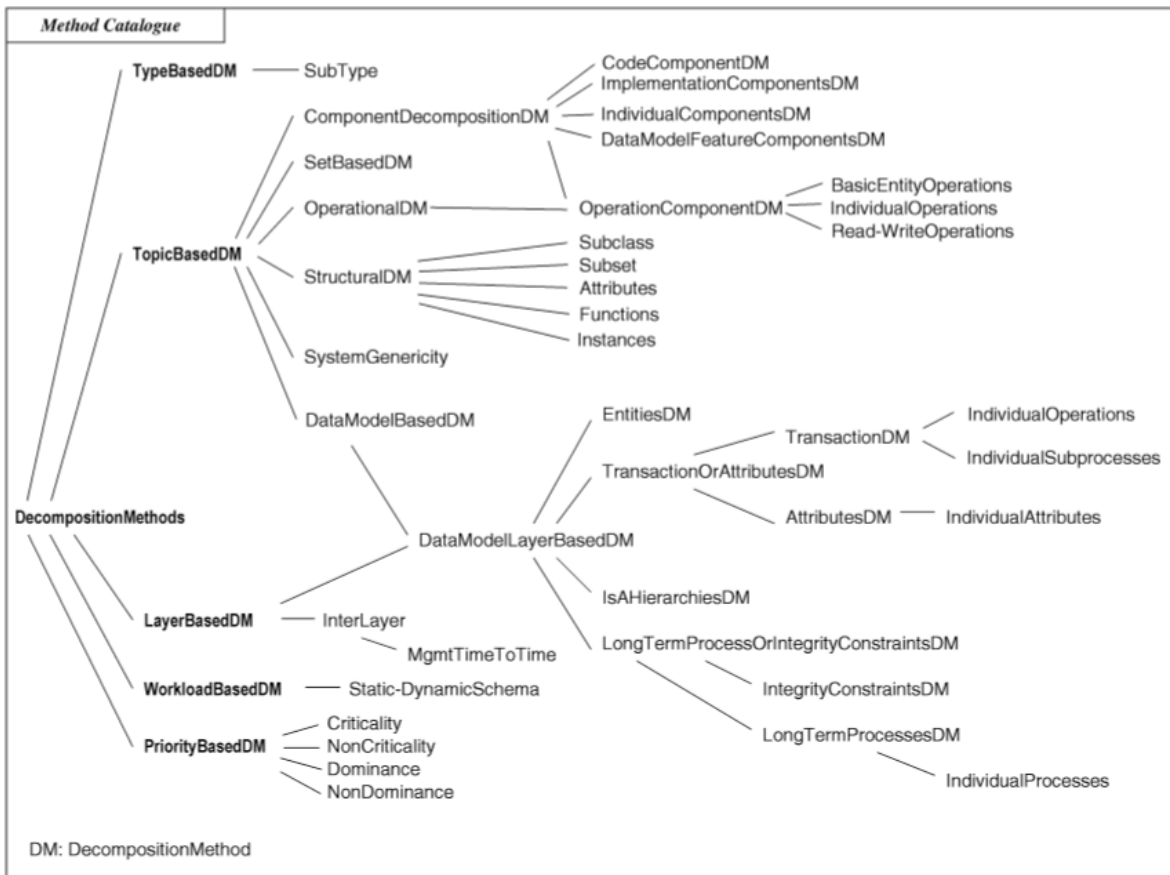 Method Catalogue
TypeBasedDM
SubType
CodeComponentDM
ImplementationComponentsDM
ComponentDecompositionDM
IndividualComponentsDM
DataModelFeatureComponentsDM
SetBasedDM
OperationalDM
OperationComponentDM
BasicEntityOperations
IndividualOperations
Read-WriteOperations
TopicBasedDM
StructuralDM
Subclass
Subset
Attributes
Functions
Instances
SystemGenericity
DataModelBasedDM
EntitiesDM
TransactionOrAttributesDM
TransactionDM
IndividualOperations
IndividualSubprocesses
AttributesDM
IndividualAttributes
DecompositionMethods
DataModelLayerBasedDM
IsAHierarchiesDM
LayerBasedDM
InterLayer
MgmtTimeToTime
LongTermProcessOrIntegrityConstraintsDM
IntegrityConstraintsDM
LongTermProcessesDM
IndividualProcesses
WorkloadBasedDM
Static-DynamicSchema
PriorityBasedDM
Criticality
NonCriticality
Dominance
NonDominance
DM: DecompositionMethod